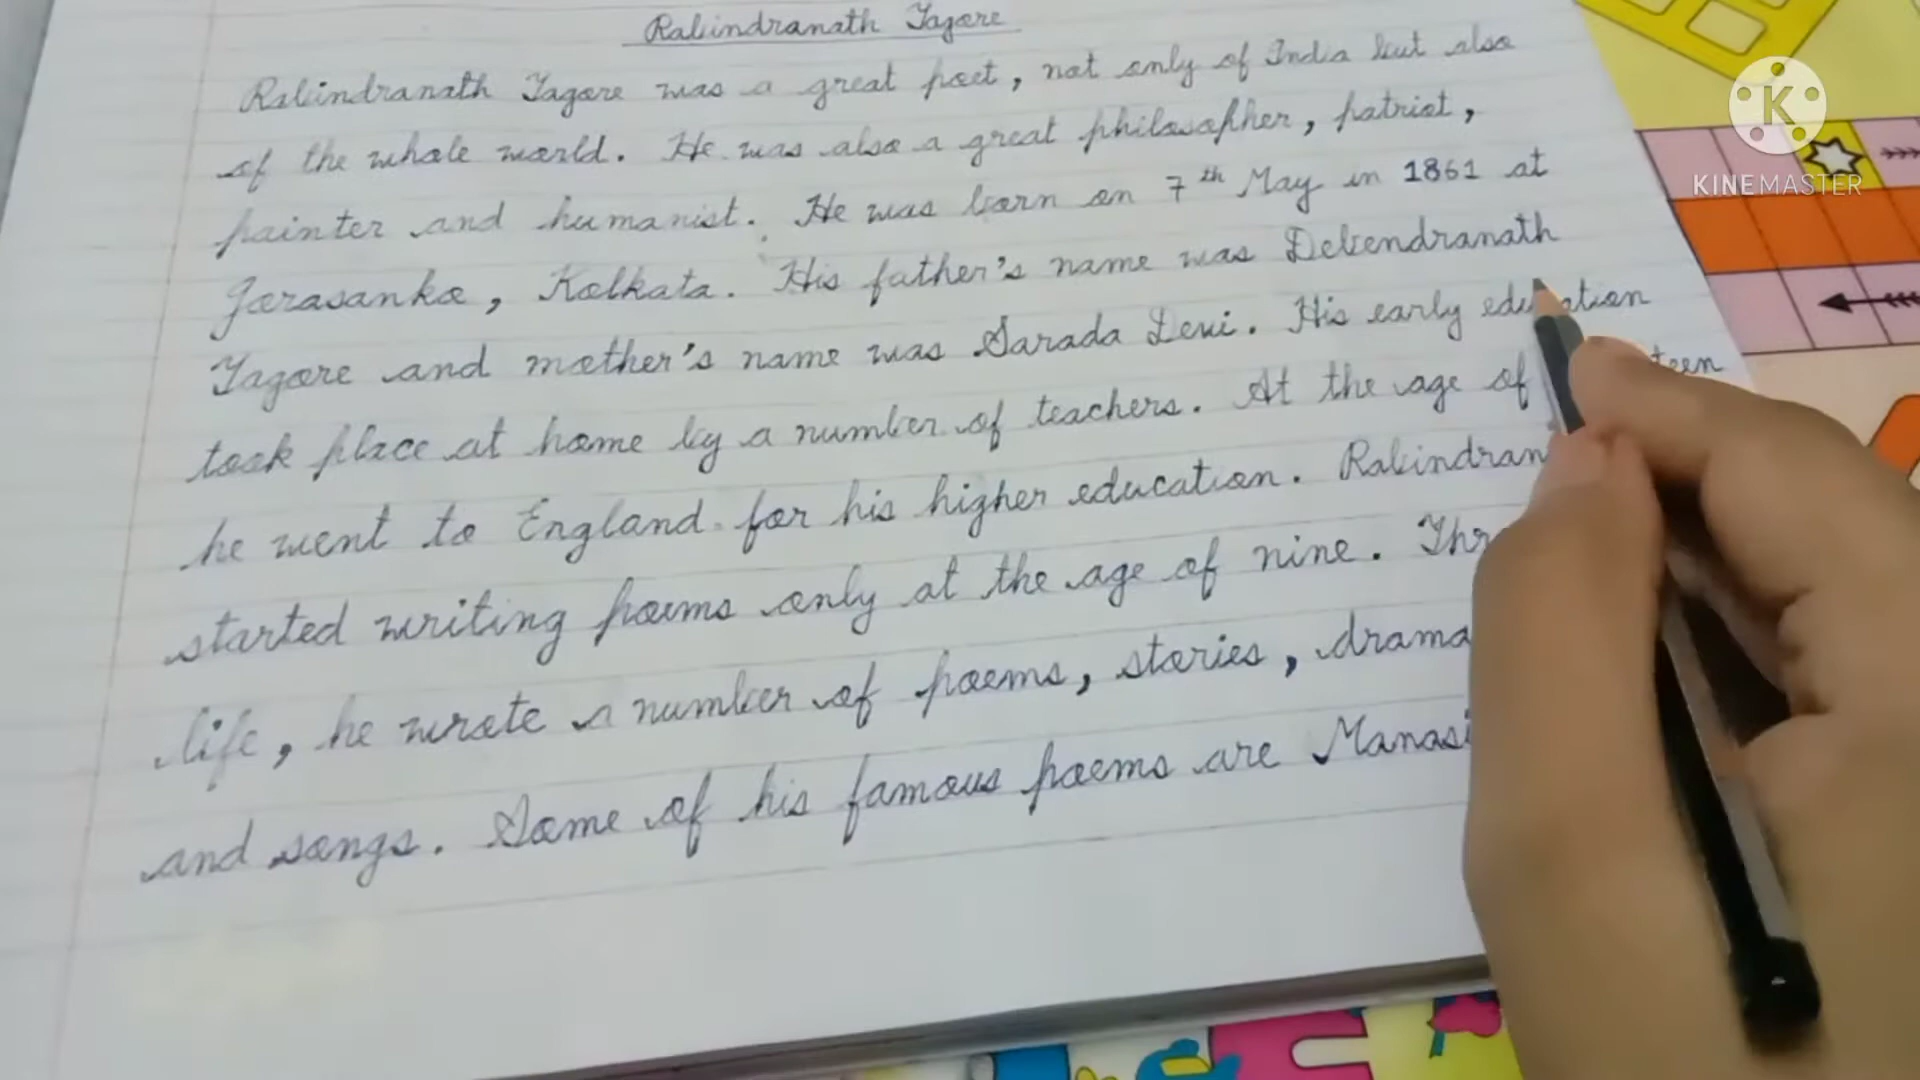 Rabindranath Tagore
Rabindranath Tagore was a great poet, not only of India but also
of the whole world. He was also a great philosopher, patriot,
painter and humanist. He was born on 7th May in 1861 at
Jorasanko, Kolkata. His father's name was Debendranath
Tagore and mother's name was Sarada Devi. His early education
took place at home by a number of teachers. At the age of
he went to England for his higher education.
started writing poems only at the age of nine.
life, he wrote a number of poems, stories,
and songs. Some of his famous poems are
KINEMASTER